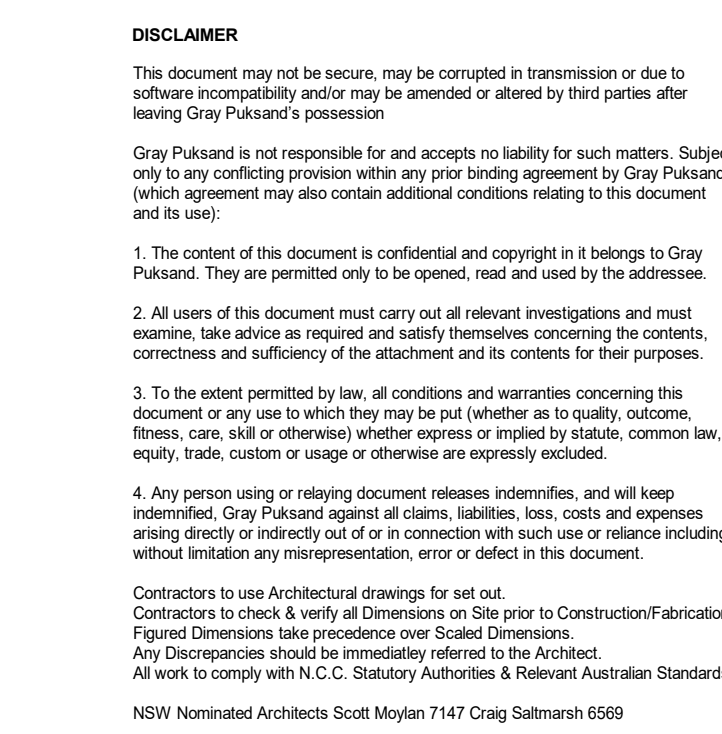 DISCLAIMER
This document may not be secure, may be corrupted in transmission or due to
software incompatibility and/or may be amended or altered by third parties after
leaving Gray Puksand's possession
Gray Puksand is not responsible for and accepts no liability for such matters. Subjec
only to any conflicting provision within any prior binding agreement by Gray Puksand
(which agreement may also contain additional conditions relating to this document
and its use):
1. The content of this document is confidential and copyright in it belongs to Gray
Puksand. They are permitted only to be opened, read and used by the addressee.
2. All users of this document must carry out all relevant investigations and must
examine, take advice as required and satisfy themselves concerning the contents,
correctness and sufficiency of the attachment and its contents for their purposes.
3. To the extent permitted by law, all conditions and warranties concerning this
document or any use to which they may be put (whether as to quality, outcome,
fitness, care, skill or otherwise) whether express or implied by statute, common law,
equity, trade, custom or usage or otherwise are expressly excluded.
4. Any person using or relaying document releases indemnifies, and will keep
indemnified, Gray Puksand against all claims, liabilities, loss, costs and expenses
arising directly or indirectly out of or in connection with such use or reliance including
without limitation any misrepresentation, error or defect in this document.
Contractors to use Architectural drawings for set out.
Contractors to check & verify all Dimensions on Site prior to Construction/Fabrication
Figured Dimensions take precedence over Scaled Dimensions.
Any Discrepancies should be immediatley referred to the Architect.
All work to comply with N.C.C. Statutory Authorities & Relevant Australian Standards
NSW Nominated Architects Scott Moylan 7147 Craig Saltmarsh 6569